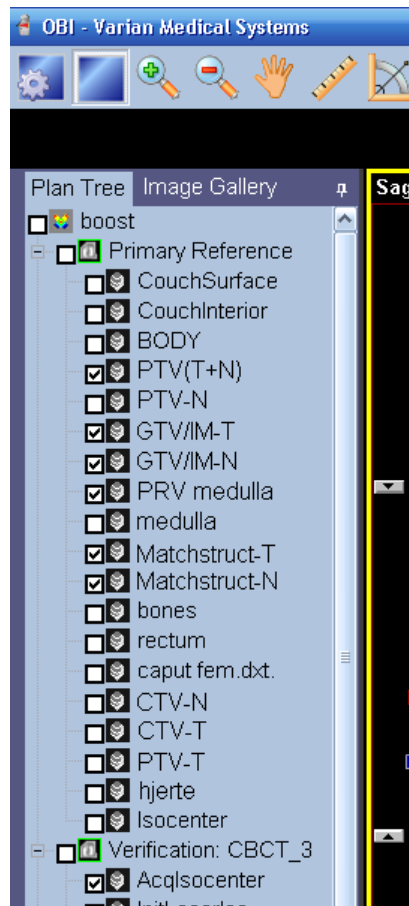 OBI - Varian Medical Systems
Plan Tree Image Gallery
Sag
boost
Primary Reference
CouchSurface
CouchInterior
BODY
PTV(T+N)
PTV-N
GTV/IM-T
GTV/IM-N
PRV medulla
medulla
Matchstruct-T
Matchstruct-N
bones
rectum
caput fem.dxt.
CTV-N
CTV-T
PTV-T
hjerte
Isocenter
Verification: CBCT_3
AcqIsocenter